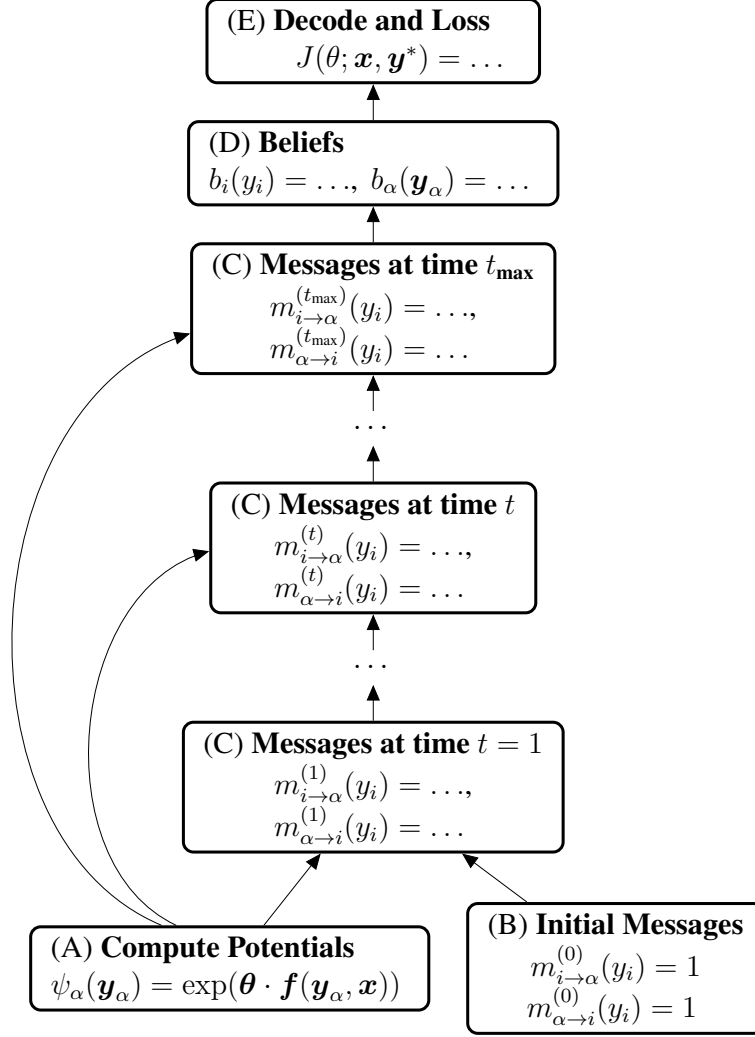 (E) Decode and Loss
J(θ; x, y*) = …
(D) Beliefs
b_i(y_i) = …, b_α(y_α) = …
(C) Messages at time t_max
m_{i→α}^{(t_max)}(y_i) = …,
m_{α→i}^{(t_max)}(y_i) = …
…
(C) Messages at time t
m_{i→α}^{(t)}(y_i) = …,
m_{α→i}^{(t)}(y_i) = …
…
(C) Messages at time t = 1
m_{i→α}^{(1)}(y_i) = …,
m_{α→i}^{(1)}(y_i) = …
(A) Compute Potentials
ψ_α(y_α) = exp(θ · f(y_α, x))
(B) Initial Messages
m_{i→α}^{(0)}(y_i) = 1
m_{α→i}^{(0)}(y_i) = 1